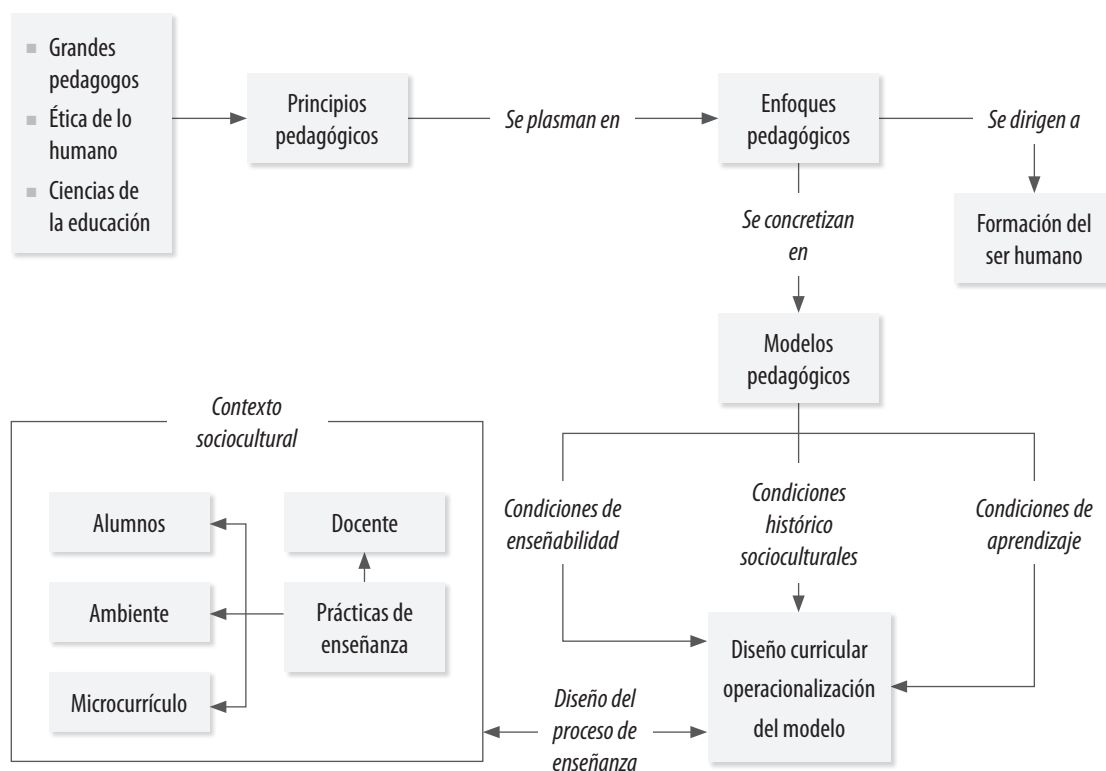 Grandes
pedagogos
Ética de lo
humano
Ciencias de
la educación
Principios
pedagógicos
Se plasman en
Enfoques
pedagógicos
Se dirigen a
Formación del
ser humano
Se concretizan
en
Modelos
pedagógicos
Condiciones de
enseñabilidad
Condiciones
histórico
socioculturales
Condiciones de
aprendizaje
Diseño curricular
operacionalización
del modelo
Diseño del
proceso de
enseñanza
Contexto
sociocultural
Alumnos
Docente
Ambiente
Prácticas de
enseñanza
Microcurrículo